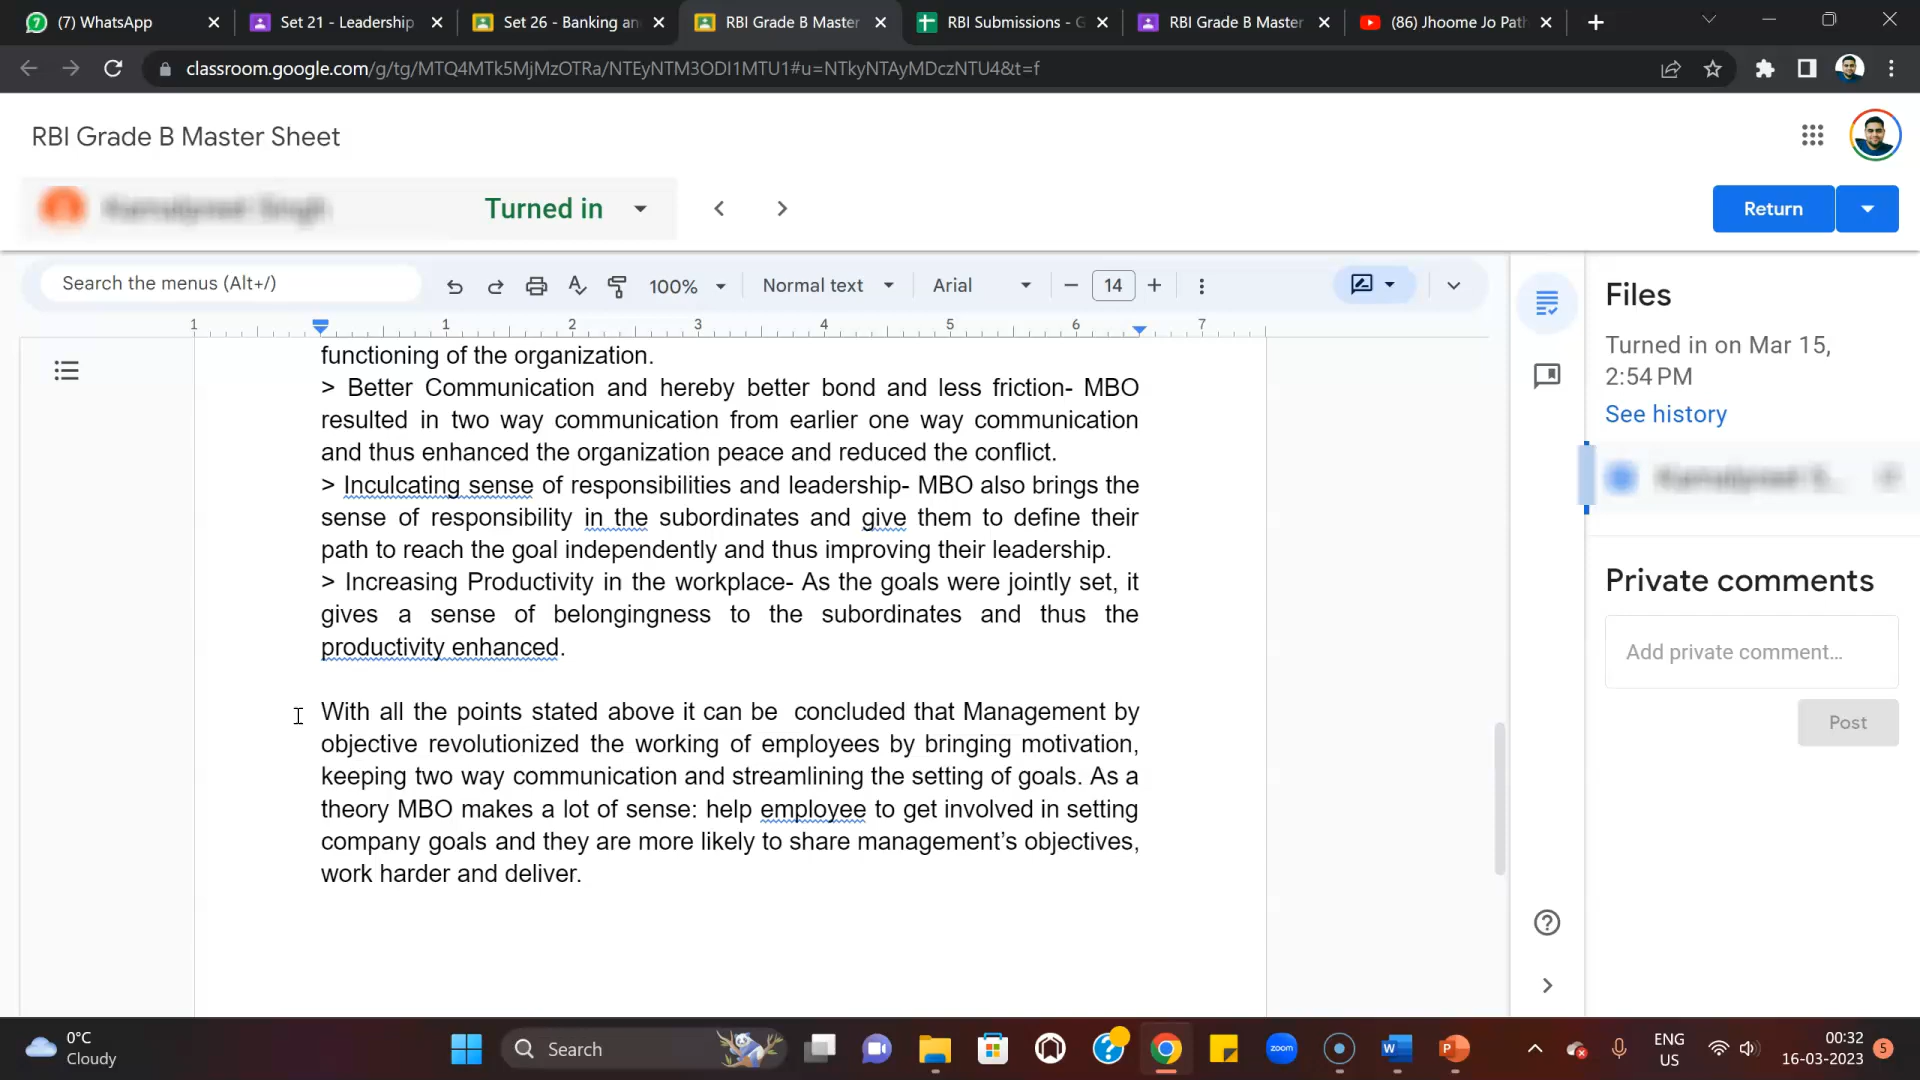 (7) WhatsApp
Set 21 - Leadership
Set 26 - Banking an
RBI Grade B Master
RBI Submissions - G
RBI Grade B Master
(86) Jhoome Jo Path
classroom.google.com/g/tg/MTQ4MTk5MjMzOTRa/NTEyNTM3ODI1MTU1#u=NTkyNTAyMDczNTU4&t=f
RBI Grade B Master Sheet
Turned in
Return
Search the menus (Alt+/)
100%
Normal text
Arial
14
1 1 2 3 4 5 6 7
functioning of the organization.
> Better Communication and hereby better bond and less friction- MBO
resulted in two way communication from earlier one way communication
and thus enhanced the organization peace and reduced the conflict.
> Inculcating sense of responsibilities and leadership- MBO also brings the
sense of responsibility in the subordinates and give them to define their
path to reach the goal independently and thus improving their leadership.
> Increasing Productivity in the workplace- As the goals were jointly set, it
gives a sense of belongingness to the subordinates and thus the
productivity enhanced.
With all the points stated above it can be  concluded that Management by
objective revolutionized the working of employees by bringing motivation,
keeping two way communication and streamlining the setting of goals. As a
theory MBO makes a lot of sense: help employee to get involved in setting
company goals and they are more likely to share management’s objectives,
work harder and deliver.
Files
Turned in on Mar 15,
2:54 PM
See history
Private comments
Add private comment...
Post
0°C
Cloudy
Search
zoom
ENG
US
00:32
16-03-2023
5